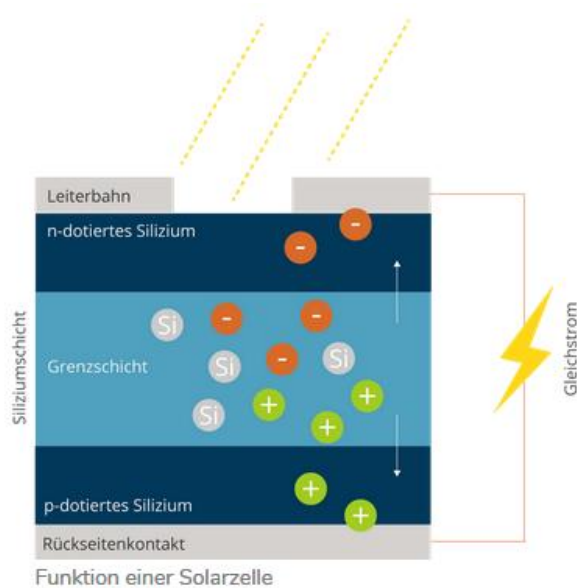 Leiterbahn
n-dotiertes Silizium
-
-
Siliziumschicht
Si
-
-
Grenzschicht
Si
-
Si
Si
+
+
+
Gleichstrom
+
p-dotiertes Silizium
+
Rückseitenkontakt
Funktion einer Solarzelle